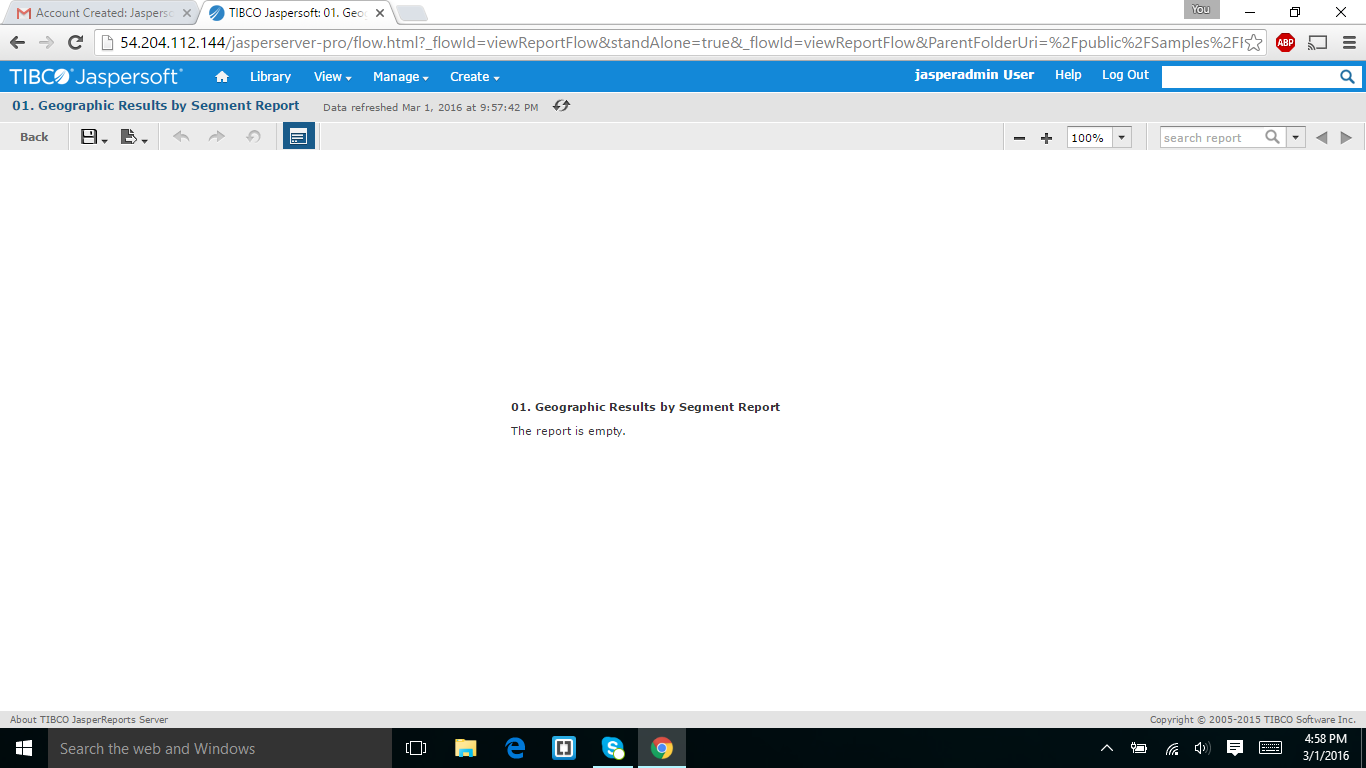 Account Created: Jasperso
TIBCO Jaspersoft: 01. Geog
You
54.204.112.144/jasperserver-pro/flow.html?_flowId=viewReportFlow&standAlone=true&_flowId=viewReportFlow&ParentFolderUri=%2Fpublic%2FSamples%2F
ABP
TIBCO Jaspersoft
Library
View
Manage
Create
jasperadmin User
Help
Log Out
01. Geographic Results by Segment Report
Data refreshed Mar 1, 2016 at 9:57:42 PM
Back
100%
search report
01. Geographic Results by Segment Report
The report is empty.
About TIBCO JasperReports Server
Copyright © 2005-2015 TIBCO Software Inc.
Search the web and Windows
4:58 PM
3/1/2016